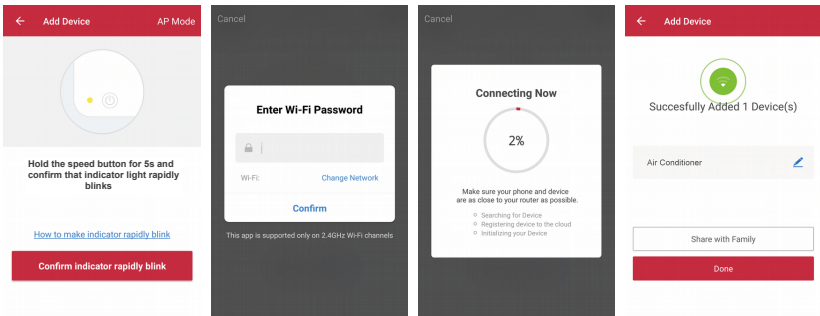 Add Device
AP Mode
Hold the speed button for 5s and
confirm that indicator light rapidly
blinks
How to make indicator rapidly blink
Confirm indicator rapidly blink
Cancel
Enter Wi-Fi Password
Wi-Fi:
Change Network
Confirm
This app is supported only on 2.4GHz Wi-Fi channels
Cancel
Connecting Now
2%
Make sure your phone and device
are as close to your router as possible.
Searching for Device
Registering device to the cloud
Initializing your Device
Add Device
Succesfully Added 1 Device(s)
Air Conditioner
Share with Family
Done